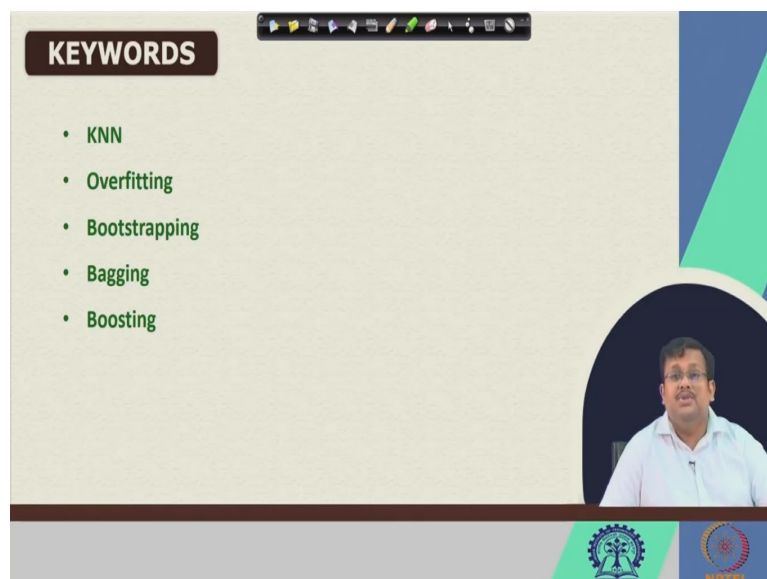 KEYWORDS
• KNN
• Overfitting
• Bootstrapping
• Bagging
• Boosting